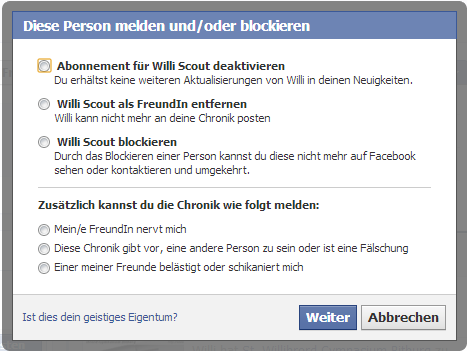 Diese Person melden und/oder blockieren
Abonnement für Willi Scout deaktivieren
Du erhältst keine weiteren Aktualisierungen von Willi in deinen Neuigkeiten.
Willi Scout als FreundIn entfernen
Willi kann nicht mehr an deine Chronik posten
Willi Scout blockieren
Durch das Blockieren einer Person kannst du diese nicht mehr auf Facebook
sehen oder kontaktieren und umgekehrt.
Zusätzlich kannst du die Chronik wie folgt melden:
Mein/e FreundIn nervt mich
Diese Chronik gibt vor, eine andere Person zu sein oder ist eine Fälschung
Einer meiner Freunde belästigt oder schikaniert mich
Ist dies dein geistiges Eigentum?
Weiter
Abbrechen